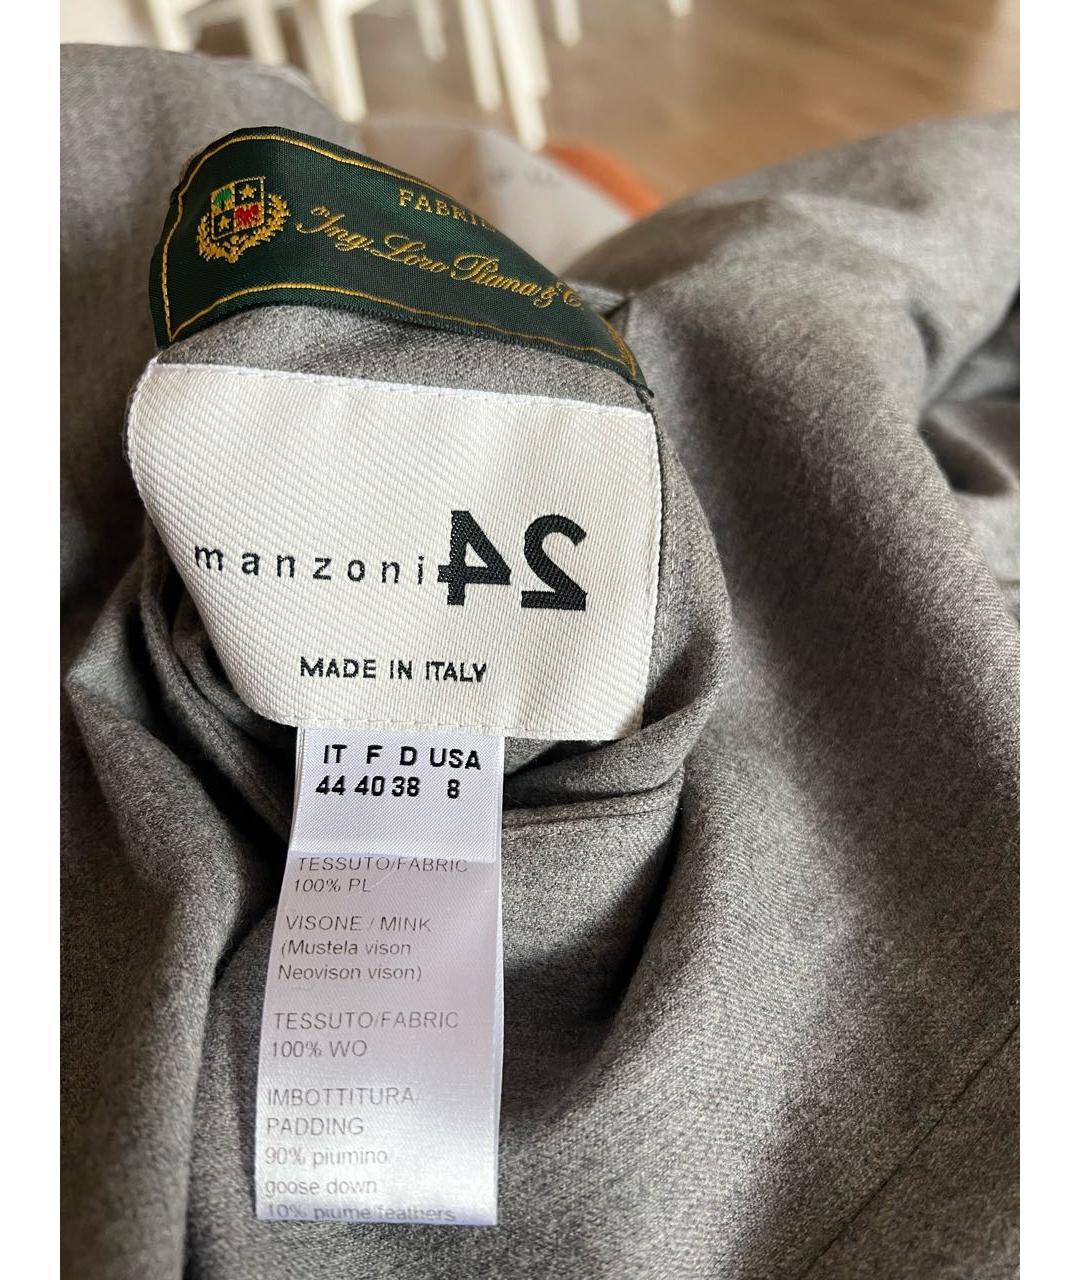 FABRIC
"Ing. Loro Piana & C.
manzoni 24
MADE IN ITALY
IT F D USA
44 40 38 8
TESSUTO/FABRIC
100% PL
VISONE / MINK
(Mustela vison
Neovison vison)
TESSUTO/FABRIC
100% WO
IMBOTTITURA/
PADDING
90% piumino
goose down
10% piume feathers